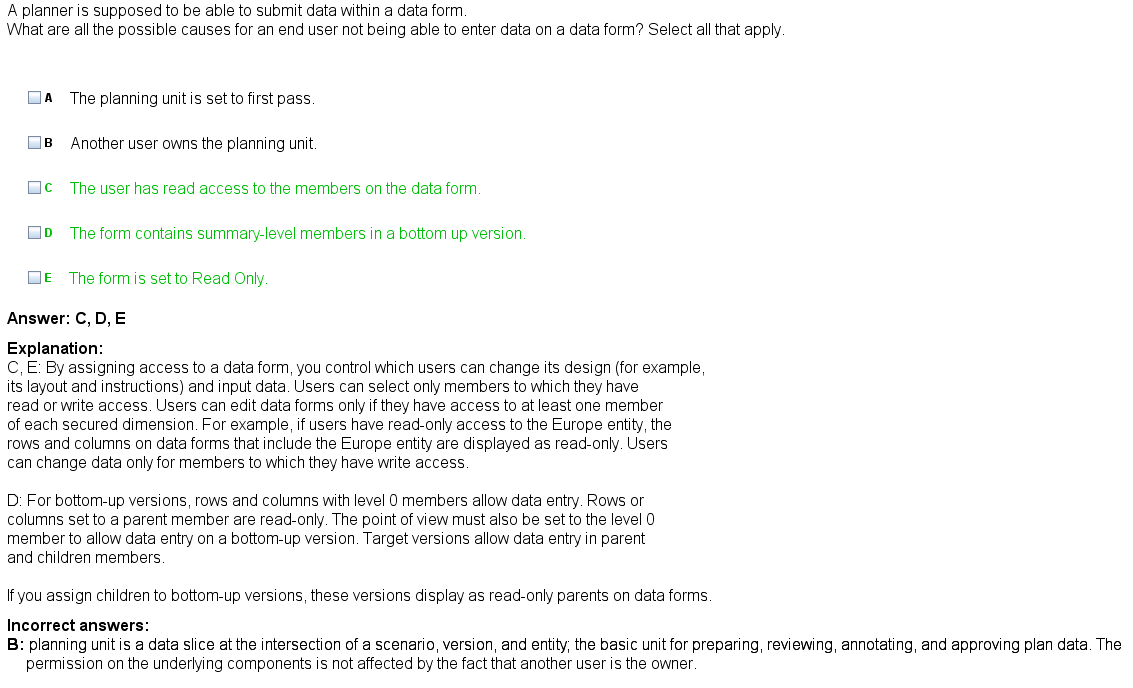 A planner is supposed to be able to submit data within a data form.
What are all the possible causes for an end user not being able to enter data on a data form? Select all that apply.
A The planning unit is set to first pass.
B Another user owns the planning unit.
C The user has read access to the members on the data form.
D The form contains summary-level members in a bottom up version.
E The form is set to Read Only.
Answer: C, D, E
Explanation:
C, E: By assigning access to a data form, you control which users can change its design (for example,
its layout and instructions) and input data. Users can select only members to which they have
read or write access. Users can edit data forms only if they have access to at least one member
of each secured dimension. For example, if users have read-only access to the Europe entity, the
rows and columns on data forms that include the Europe entity are displayed as read-only. Users
can change data only for members to which they have write access.
D: For bottom-up versions, rows and columns with level 0 members allow data entry. Rows or
columns set to a parent member are read-only. The point of view must also be set to the level 0
member to allow data entry on a bottom-up version. Target versions allow data entry in parent
and children members.
If you assign children to bottom-up versions, these versions display as read-only parents on data forms.
Incorrect answers:
B: planning unit is a data slice at the intersection of a scenario, version, and entity; the basic unit for preparing, reviewing, annotating, and approving plan data. The
permission on the underlying components is not affected by the fact that another user is the owner.